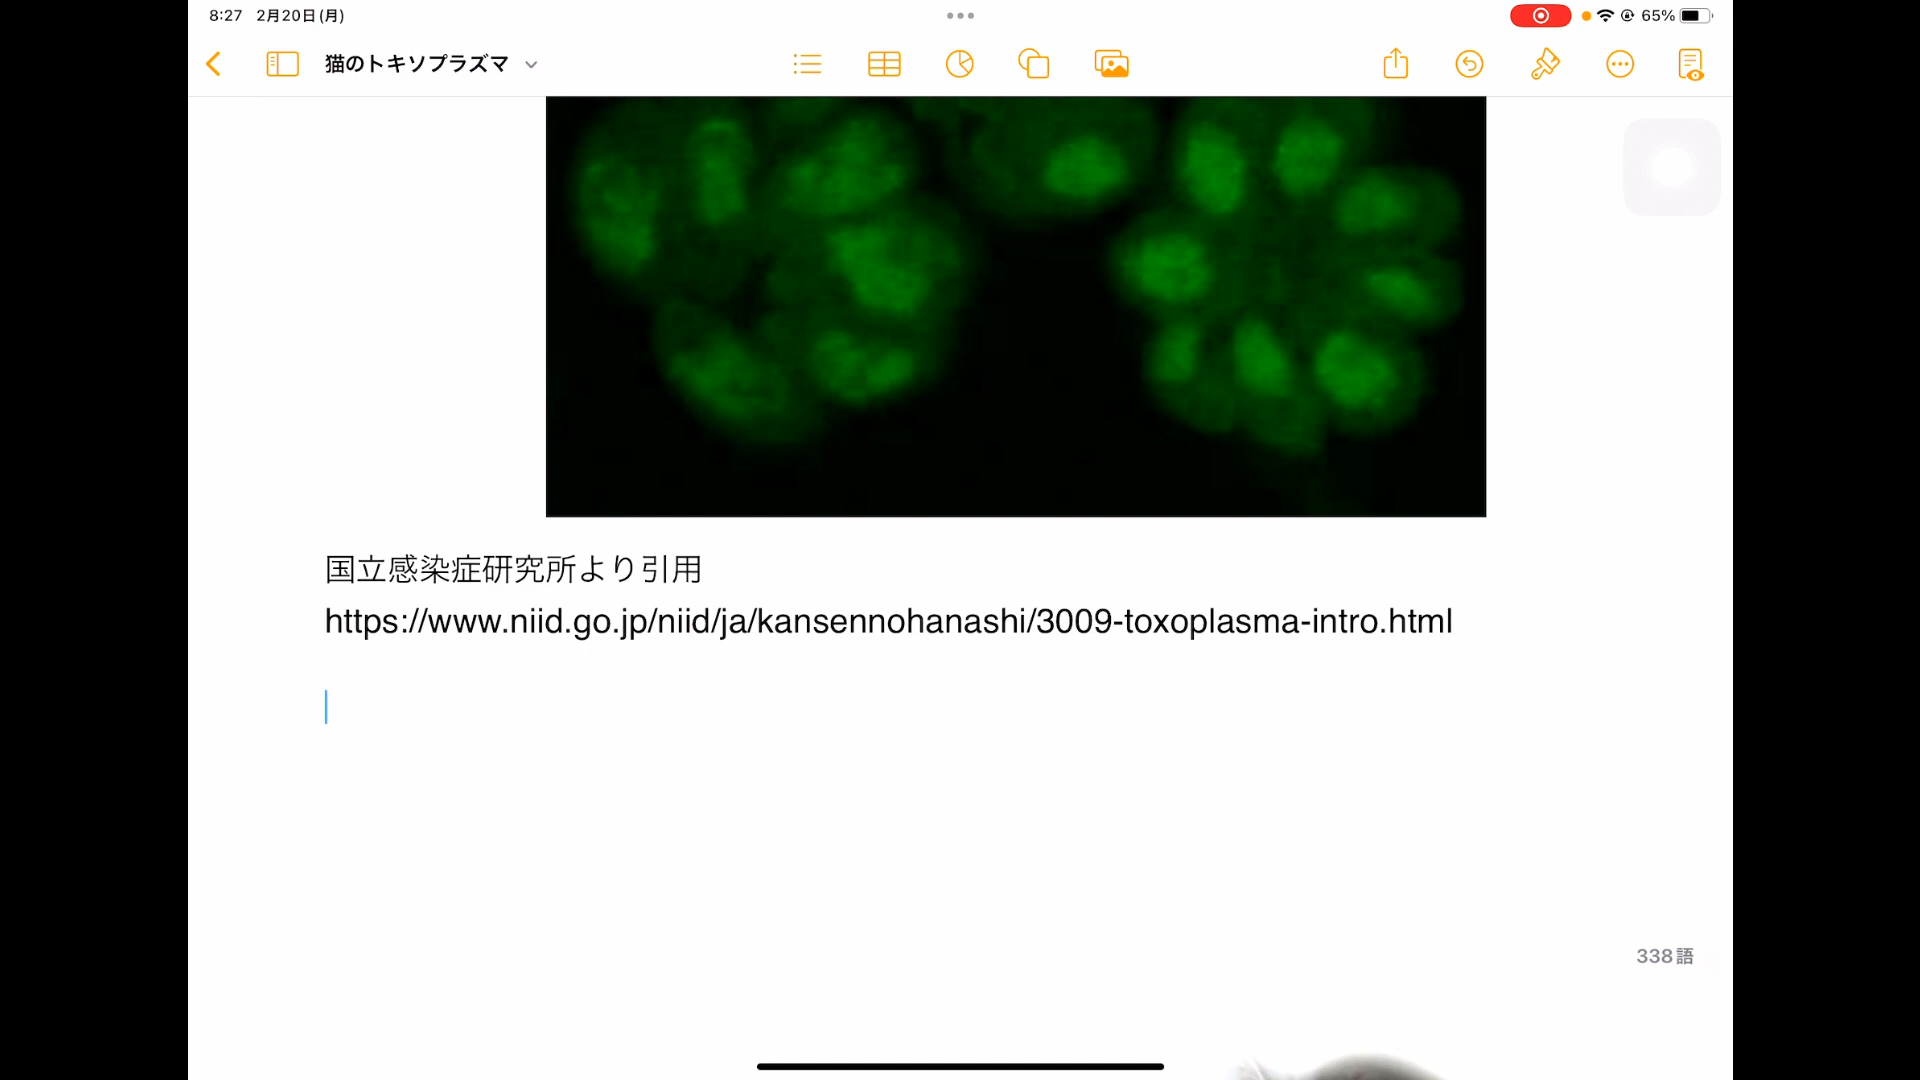 8:27 2月20日(月)
65%
猫のトキソプラズマ
国立感染症研究所より引用
https://www.niid.go.jp/niid/ja/kansennohanashi/3009-toxoplasma-intro.html
338語